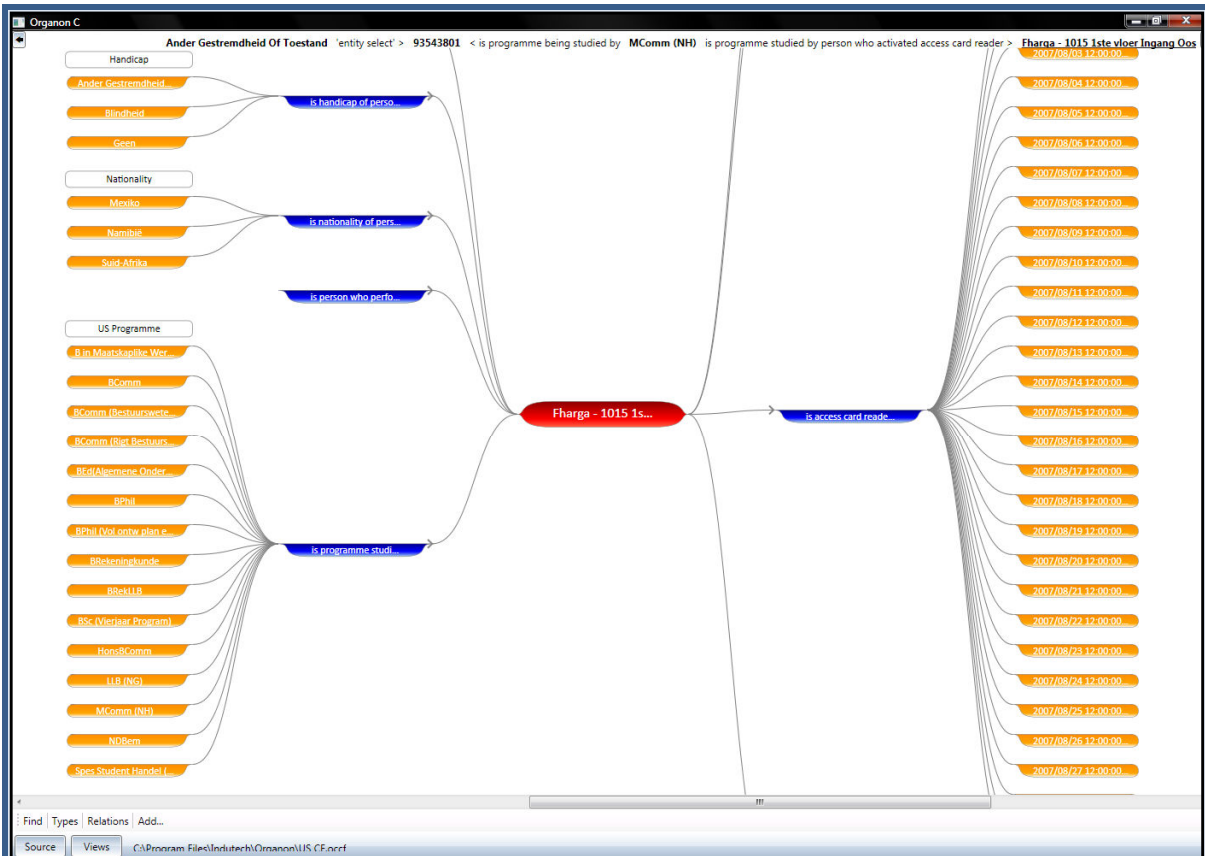 Organon C
Ander Gestremdheid Of Toestand 'entity select' > 93543801 < is programme being studied by MComm (NH) is programme studied by person who activated access card reader > Fharga - 1015 1ste vloer Ingang Oos
Handicap
Ander Gestremdheid...
Blindheid
Geen
is handicap of perso...
Nationality
Mexiko
Namibië
Suid-Afrika
is nationality of pers...
is person who perfo...
US Programme
B in Maatskaplike Wer...
BComm
BComm (Bestuurswete...
BComm (Rigt Bestuurs...
BEd(Algemene Onder...
BPhil
BPhil (Vol ontw plan e...
BRekeningkunde
BRekLLB
BSc (Vierjaar Program)
HonsBComm
LLB (NG)
MComm (NH)
NDBem
Spes Student Handel (...
is programme studi...
Fharga - 1015 1s...
is access card reade...
2007/08/03 12:00:00...
2007/08/04 12:00:00...
2007/08/05 12:00:00...
2007/08/06 12:00:00...
2007/08/07 12:00:00...
2007/08/08 12:00:00...
2007/08/09 12:00:00...
2007/08/10 12:00:00...
2007/08/11 12:00:00...
2007/08/12 12:00:00...
2007/08/13 12:00:00...
2007/08/14 12:00:00...
2007/08/15 12:00:00...
2007/08/16 12:00:00...
2007/08/17 12:00:00...
2007/08/18 12:00:00...
2007/08/19 12:00:00...
2007/08/20 12:00:00...
2007/08/21 12:00:00...
2007/08/22 12:00:00...
2007/08/23 12:00:00...
2007/08/24 12:00:00...
2007/08/25 12:00:00...
2007/08/26 12:00:00...
2007/08/27 12:00:00...
Find Types Relations Add...
Source Views C:\Program Files\Indutech\Organon\US CF.occf